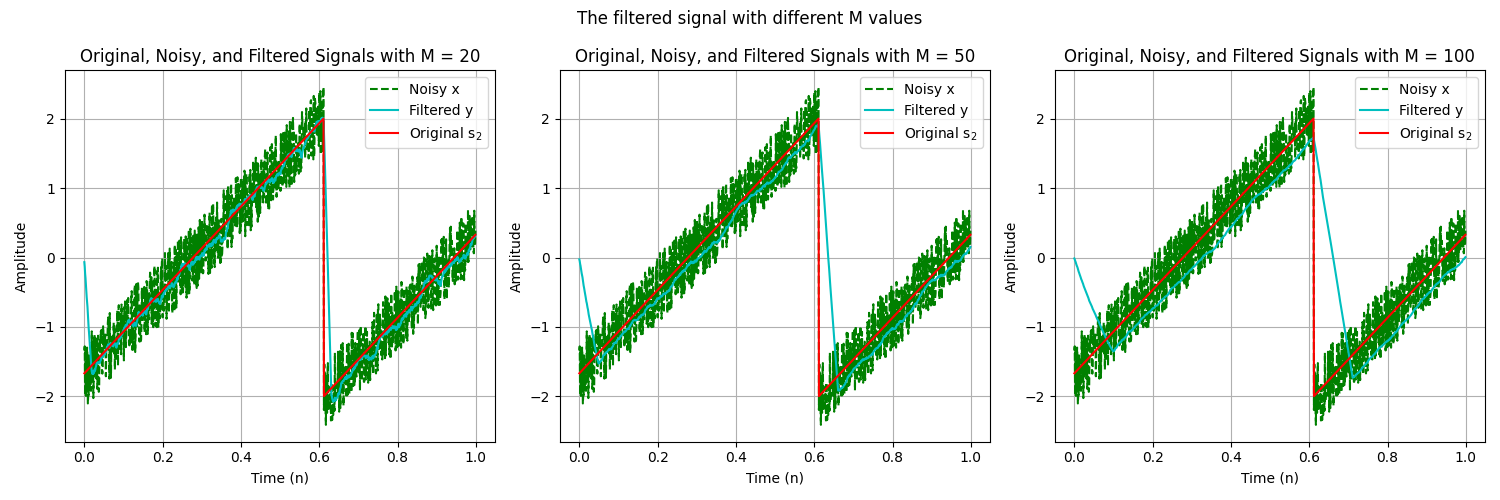 The filtered signal with different M values
Original, Noisy, and Filtered Signals with M = 20
Noisy x
Filtered y
Original s₂
Amplitude
2
1
0
−1
−2
0.0 0.2 0.4 0.6 0.8 1.0
Time (n)
Original, Noisy, and Filtered Signals with M = 50
Noisy x
Filtered y
Original s₂
Amplitude
2
1
0
−1
−2
0.0 0.2 0.4 0.6 0.8 1.0
Time (n)
Original, Noisy, and Filtered Signals with M = 100
Noisy x
Filtered y
Original s₂
Amplitude
2
1
0
−1
−2
0.0 0.2 0.4 0.6 0.8 1.0
Time (n)